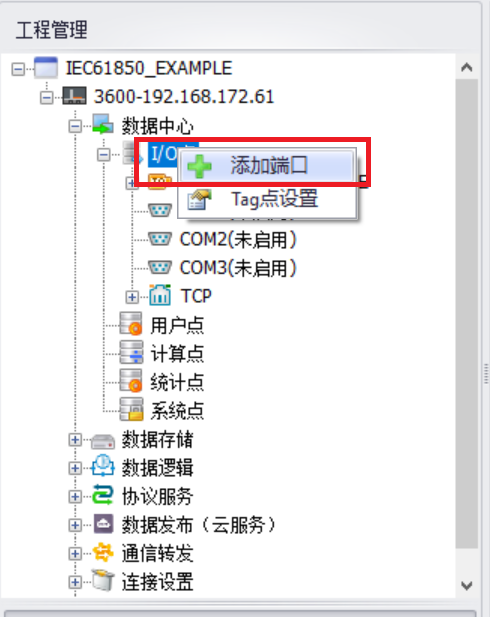 工程管理
IEC61850_EXAMPLE
3600-192.168.172.61
数据中心
I/O
添加端口
Tag点设置
COM2(未启用)
COM3(未启用)
TCP
用户点
计算点
统计点
系统点
数据存储
数据逻辑
协议服务
数据发布（云服务）
通信转发
连接设置